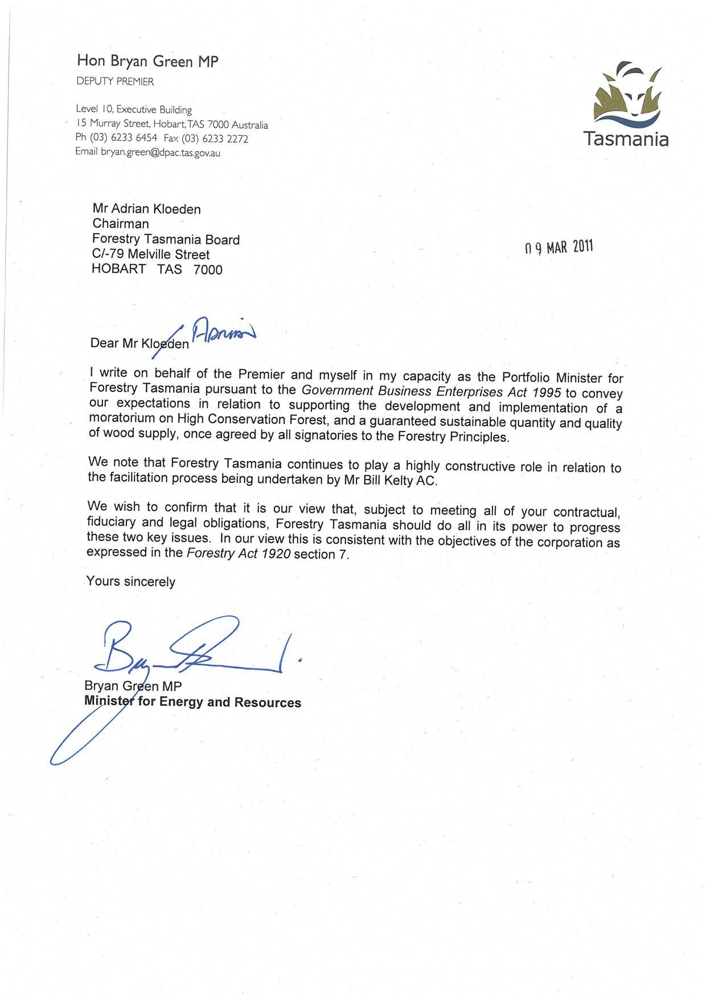 Hon Bryan Green MP
DEPUTY PREMIER
Level 10, Executive Building
15 Murray Street, Hobart, TAS 7000 Australia
Ph (03) 6233 6454 Fax (03) 6233 2272
Email bryan.green@dpac.tas.gov.au
Tasmania
Mr Adrian Kloeden
Chairman
Forestry Tasmania Board
C/-79 Melville Street
HOBART TAS 7000
09 MAR 2011
Dear Mr Kloeden Adrian
I write on behalf of the Premier and myself in my capacity as the Portfolio Minister for
Forestry Tasmania pursuant to the Government Business Enterprises Act 1995 to convey
our expectations in relation to supporting the development and implementation of a
moratorium on High Conservation Forest, and a guaranteed sustainable quantity and quality
of wood supply, once agreed by all signatories to the Forestry Principles.
We note that Forestry Tasmania continues to play a highly constructive role in relation to
the facilitation process being undertaken by Mr Bill Kelty AC.
We wish to confirm that it is our view that, subject to meeting all of your contractual,
fiduciary and legal obligations, Forestry Tasmania should do all in its power to progress
these two key issues. In our view this is consistent with the objectives of the corporation as
expressed in the Forestry Act 1920 section 7.
Yours sincerely
Bryan Green MP
Minister for Energy and Resources